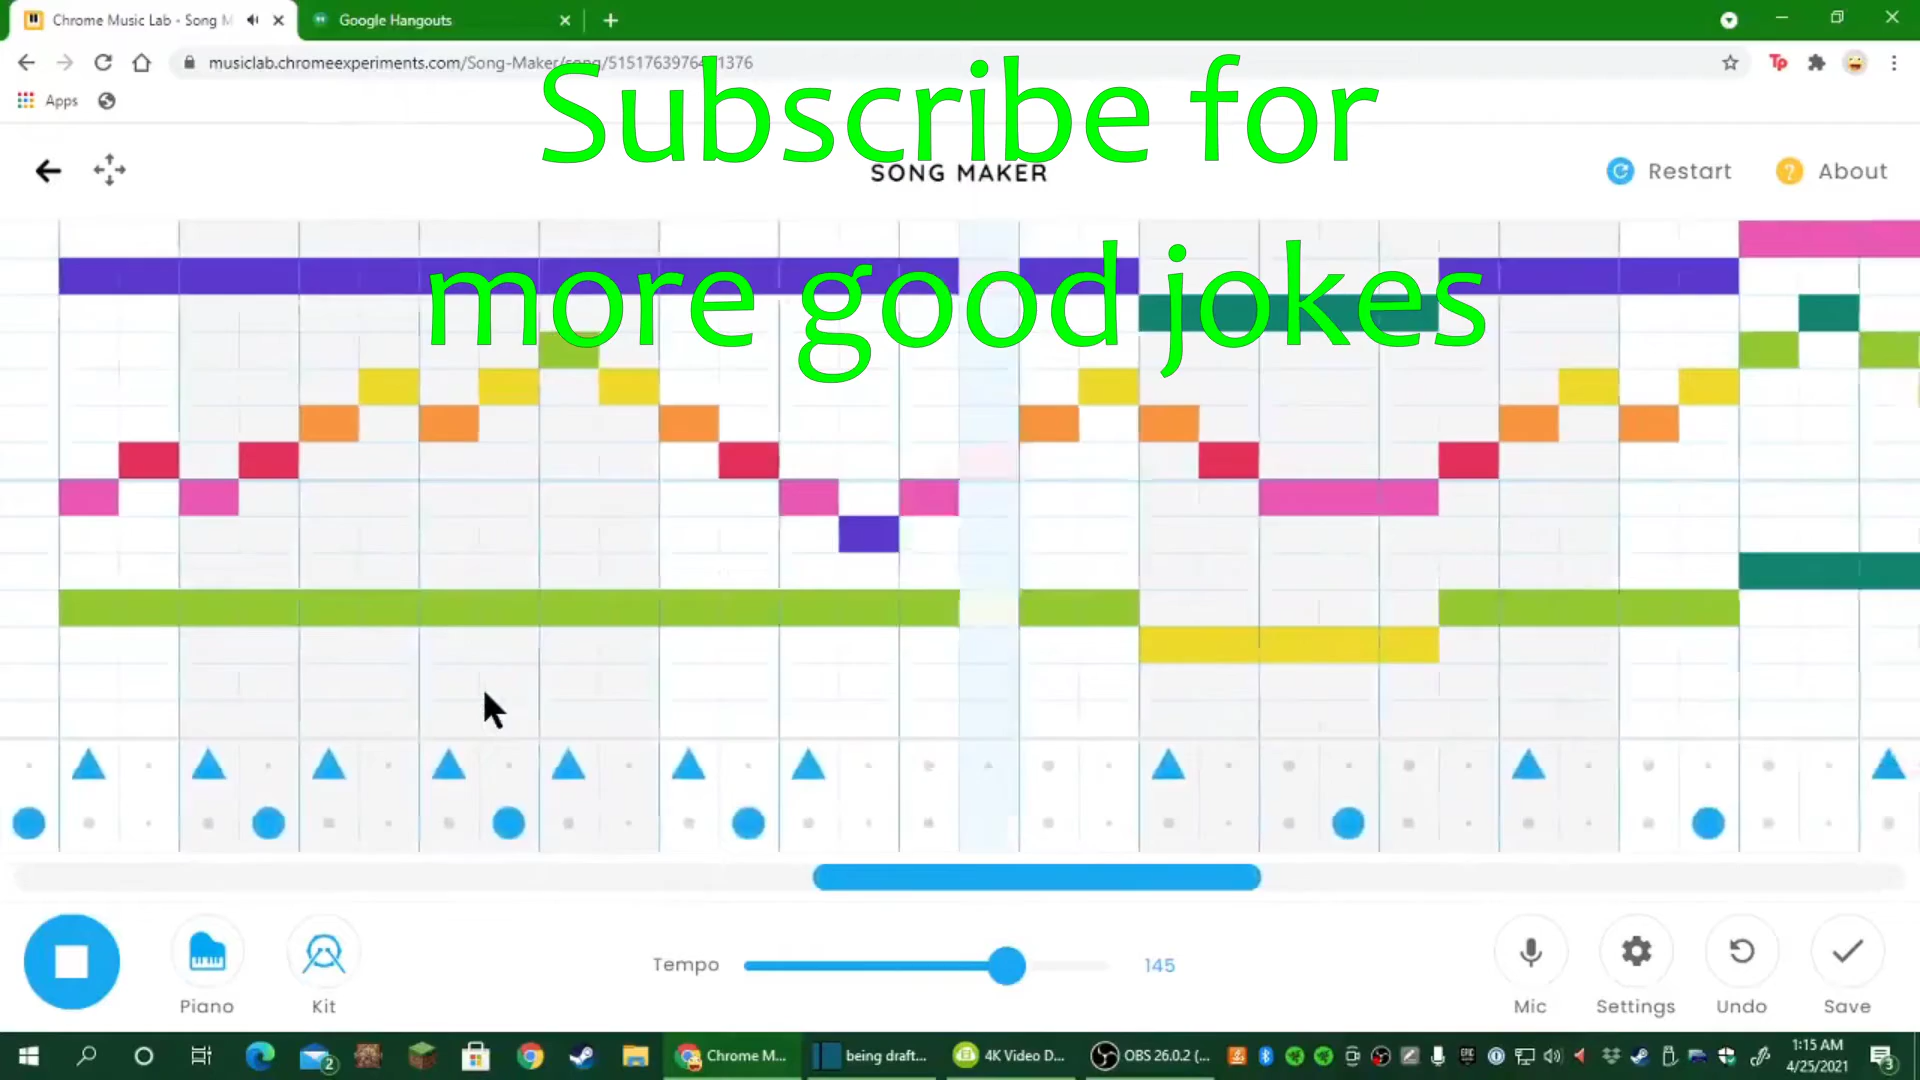 Chrome Music Lab - Song M
Google Hangouts
musiclab.chromeexperiments.com/Song-Maker/song/5151763976 1376
Apps
Subscribe for
SONG MAKER
Restart
About
more good jokes
Tempo
145
Piano
Kit
Mic
Settings
Undo
Save
2
Chrome M...
being draft...
4K Video D...
OBS 26.0.2 (...
1:15 AM
4/25/2021
3